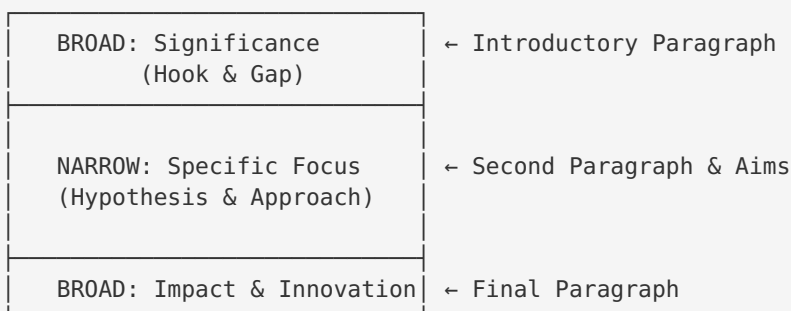 BROAD: Significance ← Introductory Paragraph
(Hook & Gap)
NARROW: Specific Focus ← Second Paragraph & Aims
(Hypothesis & Approach)
BROAD: Impact & Innovation ← Final Paragraph